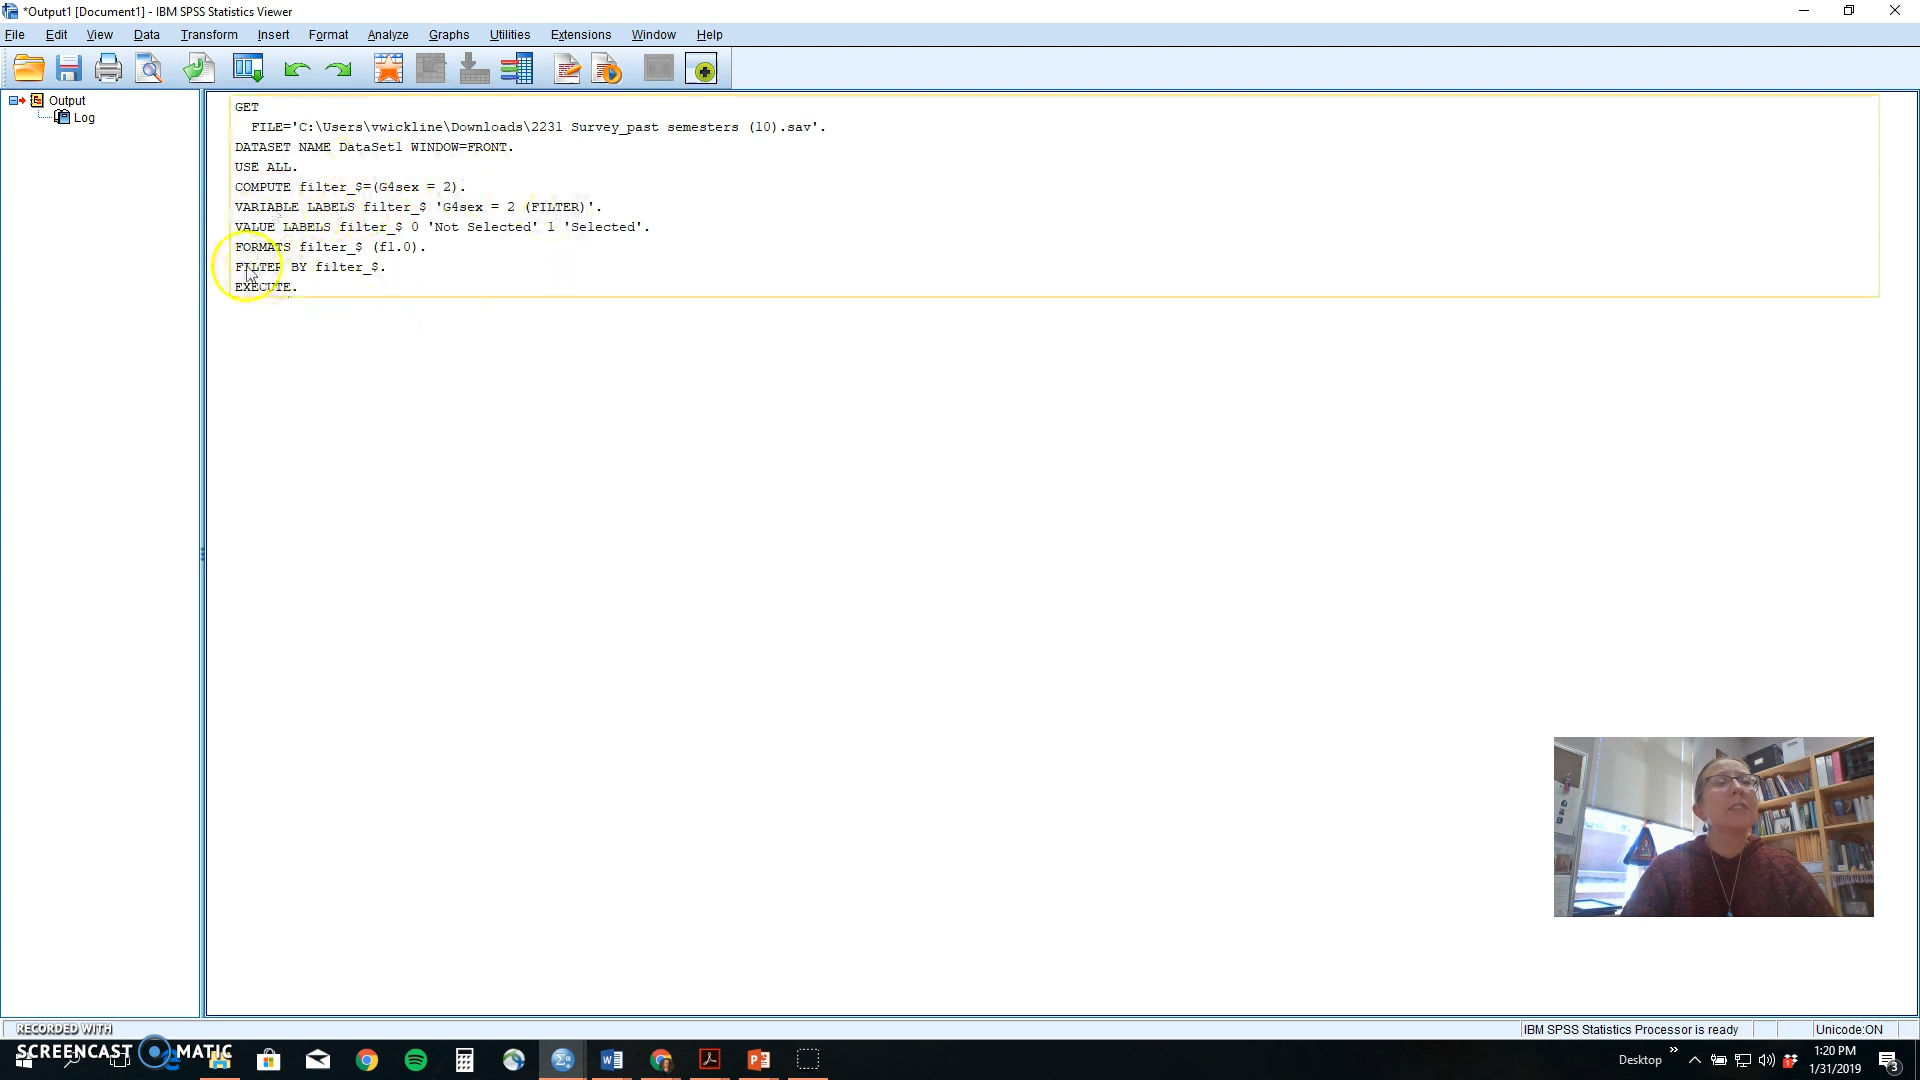 *Output1 [Document1] - IBM SPSS Statistics Viewer
File Edit View Data Transform Insert Format Analyze Graphs Utilities Extensions Window Help
Output
Log
GET
FILE='C:\Users\vwickline\Downloads\2231 Survey_past semesters (10).sav'.
DATASET NAME DataSet1 WINDOW=FRONT.
USE ALL.
COMPUTE filter_$=(G4sex = 2).
VARIABLE LABELS filter_$ 'G4sex = 2 (FILTER)'.
VALUE LABELS filter_$ 0 'Not Selected' 1 'Selected'.
FORMATS filter_$ (f1.0).
FILTER BY filter_$.
EXECUTE.
IBM SPSS Statistics Processor is ready Unicode:ON
RECORDED WITH
SCREENCAST MATIC
Desktop
1:20 PM
1/31/2019
3